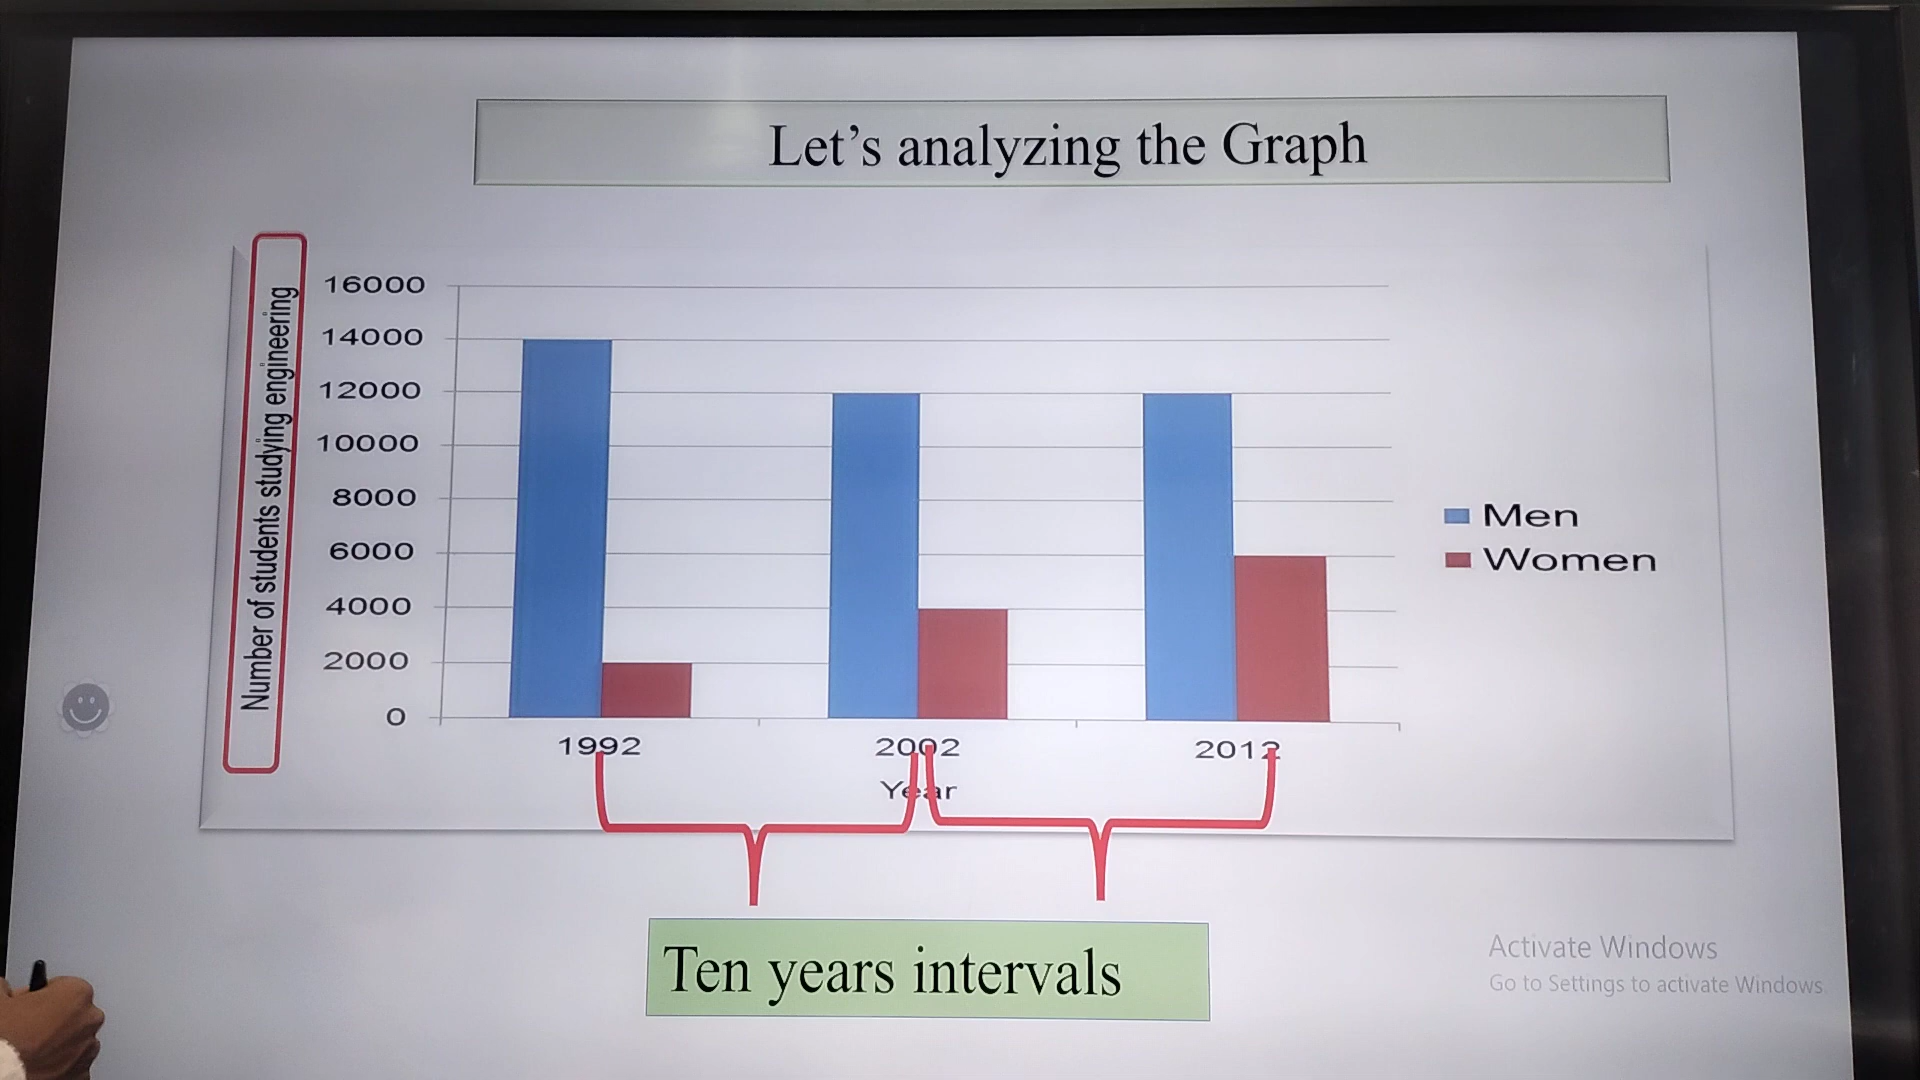 Let's analyzing the Graph
Number of students studying engineering
16000
14000
12000
10000
8000
6000
4000
2000
0
1992
2002
2012
Year
Men
Women
Ten years intervals
Activate Windows
Go to Settings to activate Windows.